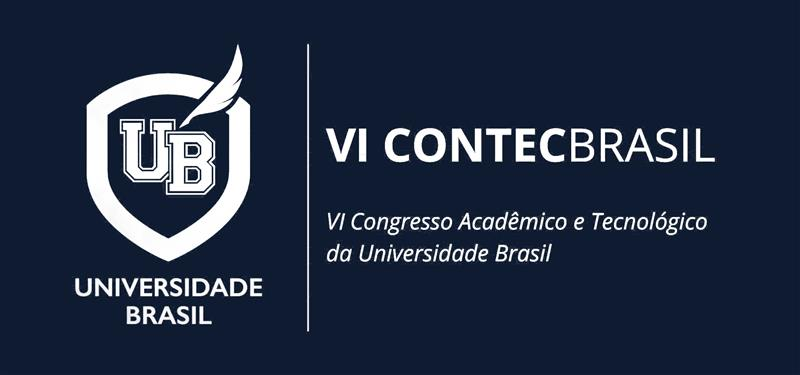 UB
UNIVERSIDADE
BRASIL
VI CONTECBRASIL
VI Congresso Acadêmico e Tecnológico
da Universidade Brasil